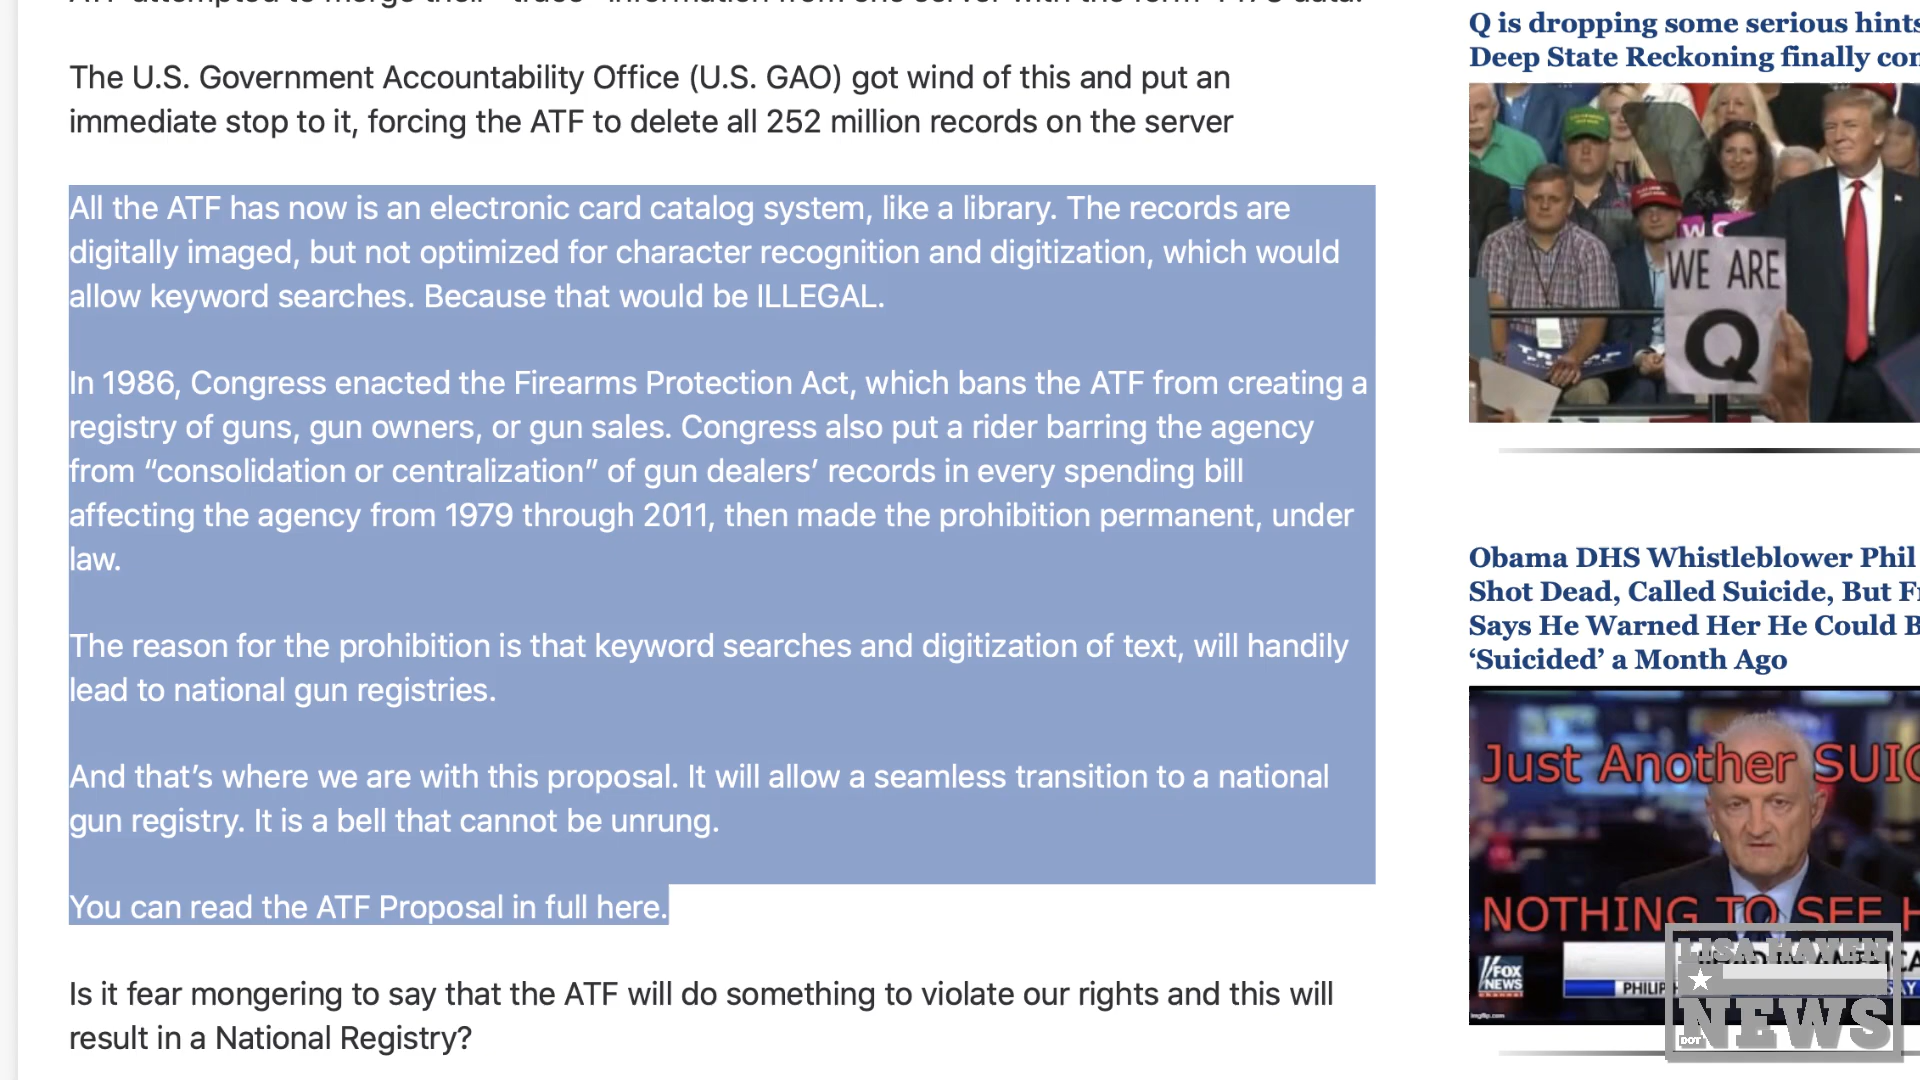 The U.S. Government Accountability Office (U.S. GAO) got wind of this and put an
immediate stop to it, forcing the ATF to delete all 252 million records on the server
All the ATF has now is an electronic card catalog system, like a library. The records are
digitally imaged, but not optimized for character recognition and digitization, which would
allow keyword searches. Because that would be ILLEGAL.
In 1986, Congress enacted the Firearms Protection Act, which bans the ATF from creating a
registry of guns, gun owners, or gun sales. Congress also put a rider barring the agency
from “consolidation or centralization” of gun dealers’ records in every spending bill
affecting the agency from 1979 through 2011, then made the prohibition permanent, under
law.
The reason for the prohibition is that keyword searches and digitization of text, will handily
lead to national gun registries.
And that’s where we are with this proposal. It will allow a seamless transition to a national
gun registry. It is a bell that cannot be unrung.
You can read the ATF Proposal in full here.
Is it fear mongering to say that the ATF will do something to violate our rights and this will
result in a National Registry?
Q is dropping some serious hints
Deep State Reckoning finally
WE ARE
Q
Obama DHS Whistleblower Phil
Shot Dead, Called Suicide, But
Says He Warned Her He Could
‘Suicided’ a Month Ago
Just Another
NOTHING TO SEE
FOX
NEWS
channel
imgflip.com
LISA HAVEN
DOT
NEWS